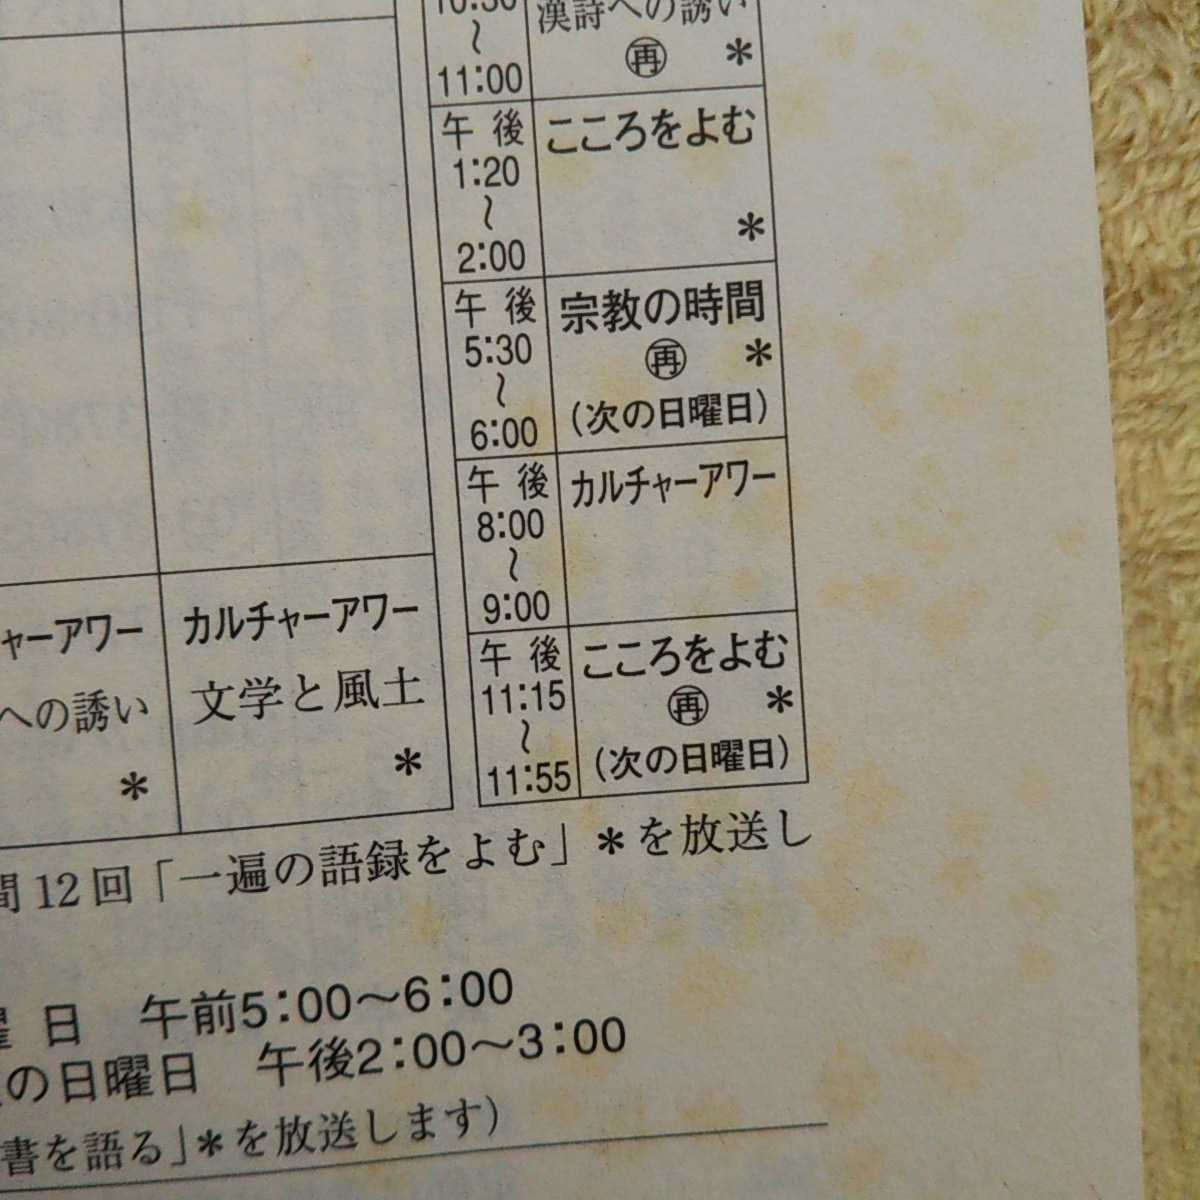 10:30
〜
11:00
漢詩への誘い
㊢ *
午後
1:20
〜
2:00
こころをよむ
*
午後
5:30
〜
6:00
宗教の時間
再 *
(次の日曜日)
午後
8:00
〜
9:00
カルチャーアワー
午後
11:15
〜
11:55
こころをよむ
再 *
(次の日曜日)
ャーアワー
への誘い
*
カルチャーアワー
文学と風土
*
間12回「一遍の語録をよむ」*を放送し
曜日 午前5:00〜6:00
の日曜日 午後2:00〜3:00
書を語る」*を放送します)